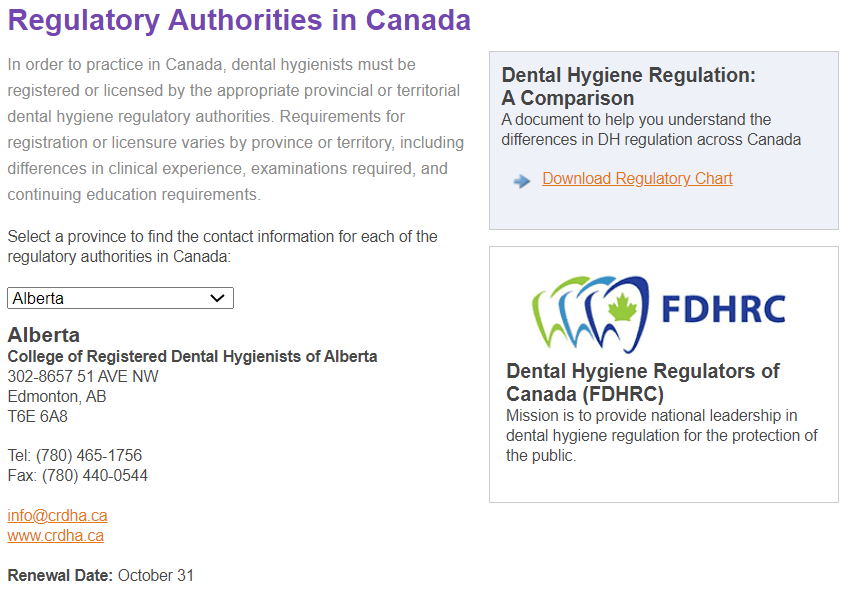 Regulatory Authorities in Canada
In order to practice in Canada, dental hygienists must be
registered or licensed by the appropriate provincial or territorial
dental hygiene regulatory authorities. Requirements for
registration or licensure varies by province or territory, including
differences in clinical experience, examinations required, and
continuing education requirements.
Select a province to find the contact information for each of the
regulatory authorities in Canada:
Alberta
Alberta
College of Registered Dental Hygienists of Alberta
302-8657 51 AVE NW
Edmonton, AB
T6E 6A8
Tel: (780) 465-1756
Fax: (780) 440-0544
info@crdha.ca
www.crdha.ca
Renewal Date: October 31
Dental Hygiene Regulation:
A Comparison
A document to help you understand the
differences in DH regulation across Canada
Download Regulatory Chart
FDHRC
Dental Hygiene Regulators of
Canada (FDHRC)
Mission is to provide national leadership in
dental hygiene regulation for the protection of
the public.